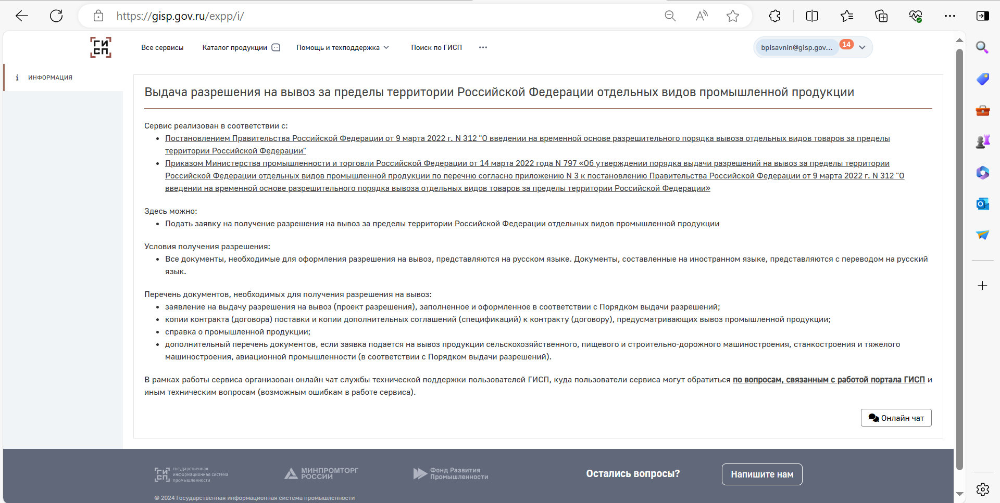 https://gisp.gov.ru/expp/i/
ГИ
СП
Все сервисы
Каталог продукции
Помощь и техподдержка
Поиск по ГИСП
bpisavnin@gisp.gov...
14
ИНФОРМАЦИЯ
Выдача разрешения на вывоз за пределы территории Российской Федерации отдельных видов промышленной продукции
Сервис реализован в соответствии с:
Постановлением Правительства Российской Федерации от 9 марта 2022 г. N 312 "О введении на временной основе разрешительного порядка вывоза отдельных видов товаров за пределы
территории Российской Федерации"
Приказом Министерства промышленности и торговли Российской Федерации от 14 марта 2022 года N 797 «Об утверждении порядка выдачи разрешений на вывоз за пределы территории
Российской Федерации отдельных видов промышленной продукции по перечню согласно приложению N 3 к постановлению Правительства Российской Федерации от 9 марта 2022 г. N 312 "О
введении на временной основе разрешительного порядка вывоза отдельных видов товаров за пределы территории Российской Федерации»
Здесь можно:
Подать заявку на получение разрешения на вывоз за пределы территории Российской Федерации отдельных видов промышленной продукции
Условия получения разрешения:
Все документы, необходимые для оформления разрешения на вывоз, представляются на русском языке. Документы, составленные на иностранном языке, представляются с переводом на русский
язык.
Перечень документов, необходимых для получения разрешения на вывоз:
заявление на выдачу разрешения на вывоз (проект разрешения), заполненное и оформленное в соответствии с Порядком выдачи разрешений;
копии контракта (договора) поставки и копии дополнительных соглашений (спецификаций) к контракту (договору), предусматривающих вывоз промышленной продукции;
справка о промышленной продукции;
дополнительный перечень документов, если заявка подается на вывоз продукции сельскохозяйственного, пищевого и строительно-дорожного машиностроения, станкостроения и тяжелого
машиностроения, авиационной промышленности (в соответствии с Порядком выдачи разрешений).
В рамках работы сервиса организован онлайн чат службы технической поддержки пользователей ГИСП, куда пользователи сервиса могут обратиться по вопросам, связанным с работой портала ГИСП и
иным техническим вопросам (возможным ошибкам в работе сервиса).
Онлайн чат
ГИ
СП
государственная
информационная система
промышленности
МИНПРОМТОРГ
РОССИИ
Фонд Развития
Промышленности
Остались вопросы?
Напишите нам
© 2024 Государственная информационная система промышленности